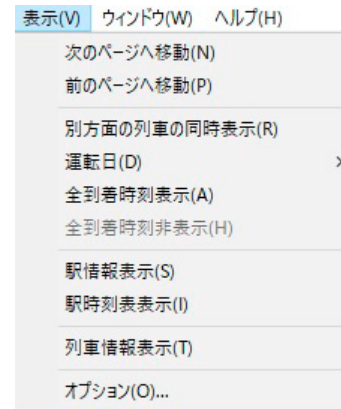 表示(V) ウィンドウ(W) ヘルプ(H)
次のページへ移動(N)
前のページへ移動(P)
別方面の列車の同時表示(R)
運転日(D)
全到着時刻表示(A)
全到着時刻非表示(H)
駅情報表示(S)
駅時刻表表示(I)
列車情報表示(T)
オプション(O)...